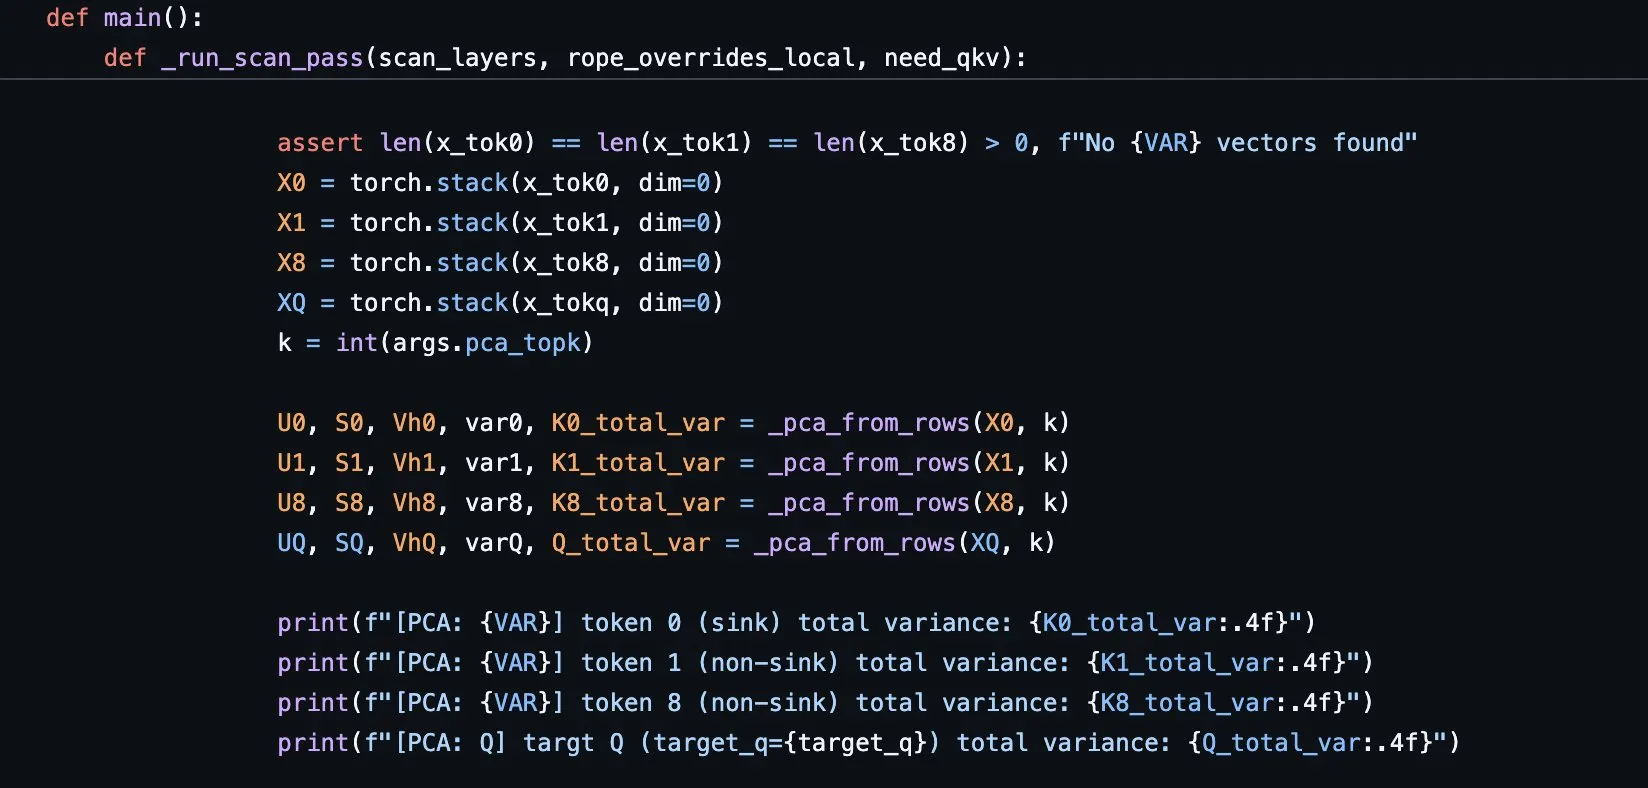 def main():
    def _run_scan_pass(scan_layers, rope_overrides_local, need_qkv):
                assert len(x_tok0) == len(x_tok1) == len(x_tok8) > 0, f"No {VAR} vectors found"
                X0 = torch.stack(x_tok0, dim=0)
                X1 = torch.stack(x_tok1, dim=0)
                X8 = torch.stack(x_tok8, dim=0)
                XQ = torch.stack(x_tokq, dim=0)
                k = int(args.pca_topk)
                U0, S0, Vh0, var0, K0_total_var = _pca_from_rows(X0, k)
                U1, S1, Vh1, var1, K1_total_var = _pca_from_rows(X1, k)
                U8, S8, Vh8, var8, K8_total_var = _pca_from_rows(X8, k)
                UQ, SQ, VhQ, varQ, Q_total_var = _pca_from_rows(XQ, k)
                print(f"[PCA: {VAR}] token 0 (sink) total variance: {K0_total_var:.4f}")
                print(f"[PCA: {VAR}] token 1 (non-sink) total variance: {K1_total_var:.4f}")
                print(f"[PCA: {VAR}] token 8 (non-sink) total variance: {K8_total_var:.4f}")
                print(f"[PCA: Q] targt Q (target_q={target_q}) total variance: {Q_total_var:.4f}")